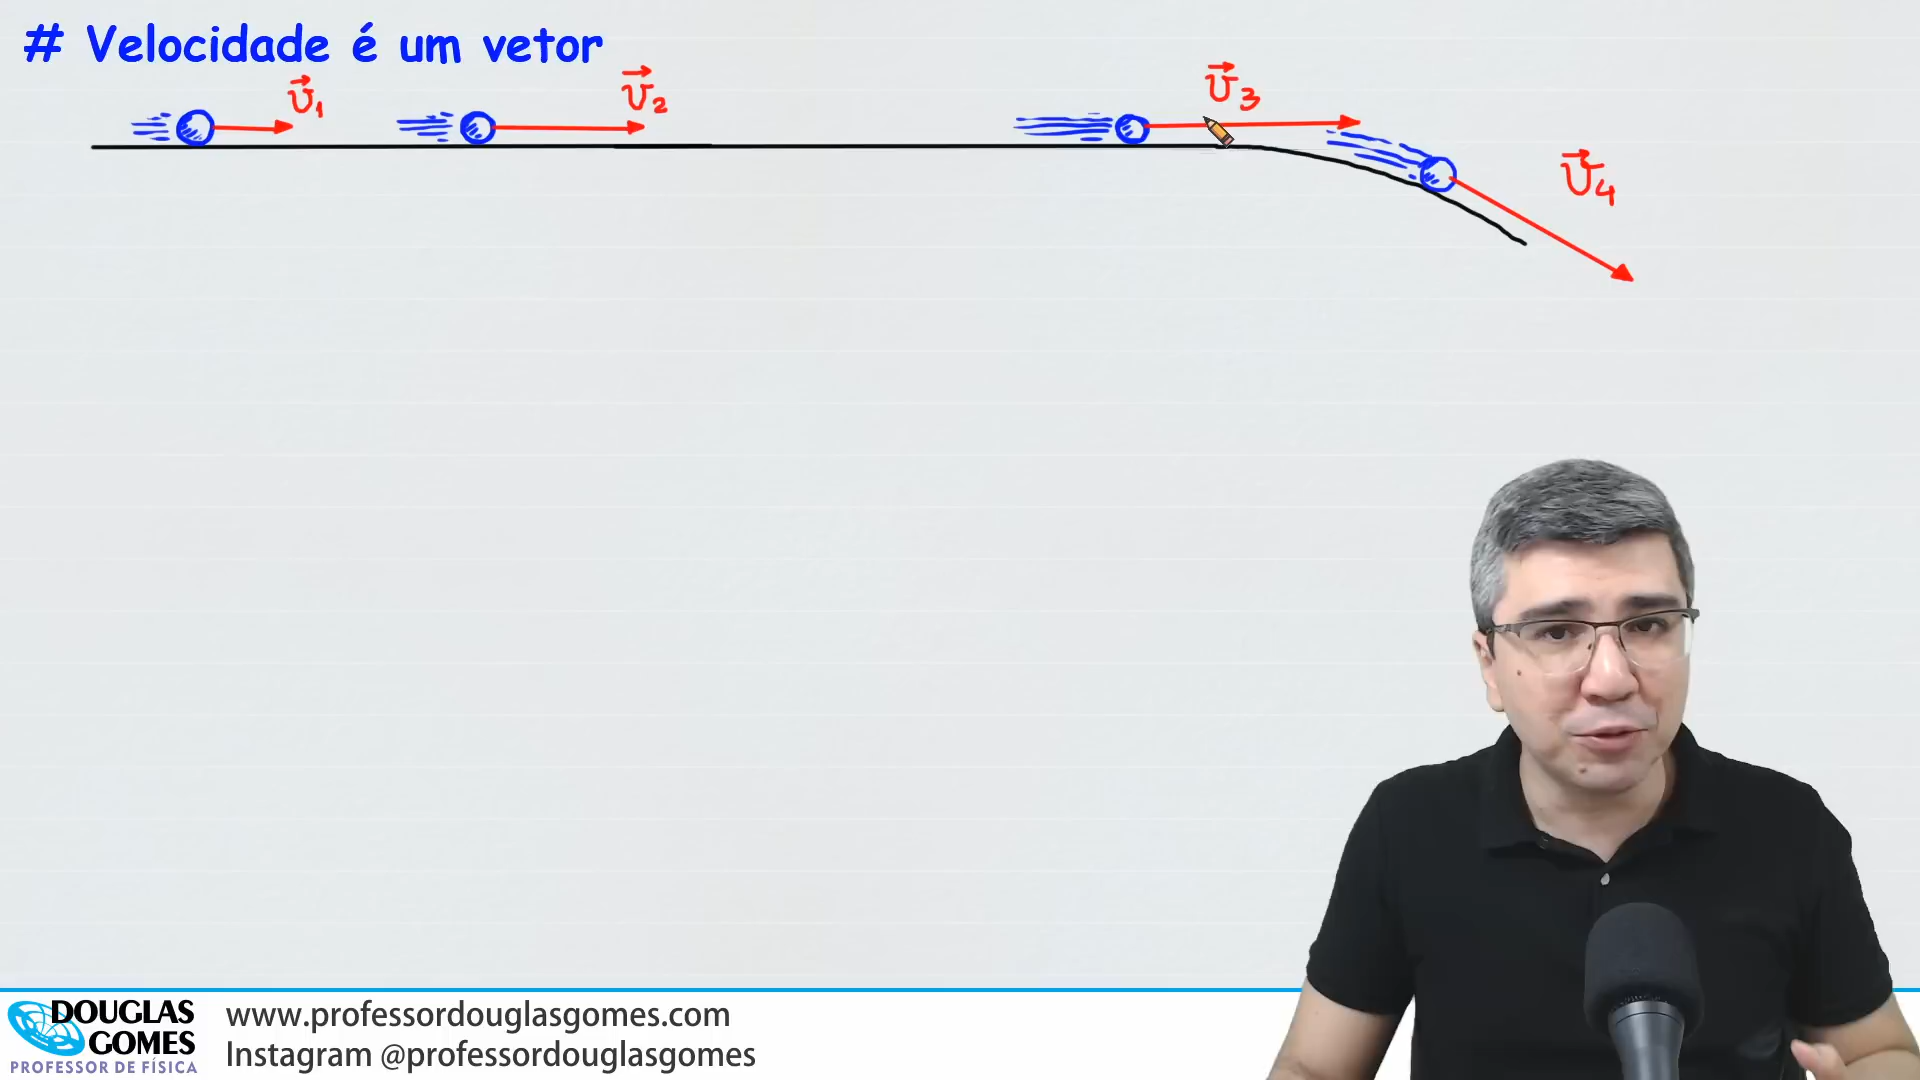 # Velocidade é um vetor
v⃗₁
v⃗₂
v⃗₃
v⃗₄
DOUGLAS
GOMES
PROFESSOR DE FÍSICA
www.professordouglasgomes.com
Instagram @professordouglasgomes